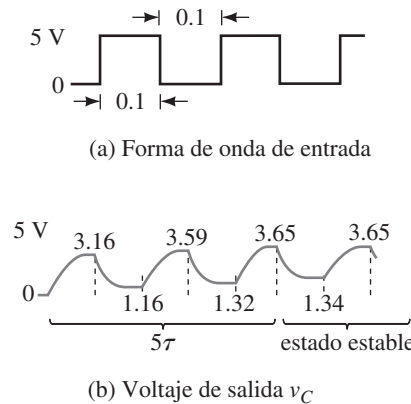 0.1
5 V
0
0.1
(a) Forma de onda de entrada
5 V
3.16 3.59 3.65 3.65
0
1.16 1.32 1.34
5τ estado estable
(b) Voltaje de salida vC